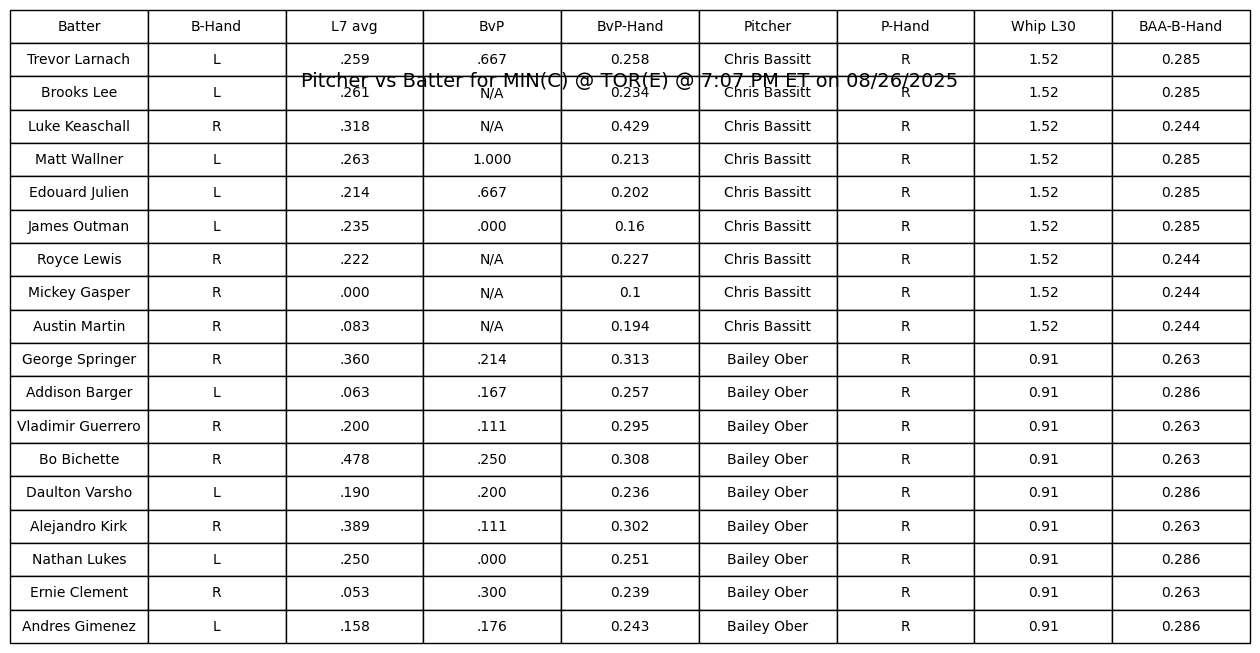 Batter B-Hand L7 avg BvP BvP-Hand Pitcher P-Hand Whip L30 BAA-B-Hand
Trevor Larnach L .259 .667 0.258 Chris Bassitt R 1.52 0.285
Pitcher vs Batter for MIN(C) @ TOR(E) @ 7:07 PM ET on 08/26/2025
Brooks Lee L .261 N/A 0.234 Chris Bassitt R 1.52 0.285
Luke Keaschall R .318 N/A 0.429 Chris Bassitt R 1.52 0.244
Matt Wallner L .263 1.000 0.213 Chris Bassitt R 1.52 0.285
Edouard Julien L .214 .667 0.202 Chris Bassitt R 1.52 0.285
James Outman L .235 .000 0.16 Chris Bassitt R 1.52 0.285
Royce Lewis R .222 N/A 0.227 Chris Bassitt R 1.52 0.244
Mickey Gasper R .000 N/A 0.1 Chris Bassitt R 1.52 0.244
Austin Martin R .083 N/A 0.194 Chris Bassitt R 1.52 0.244
George Springer R .360 .214 0.313 Bailey Ober R 0.91 0.263
Addison Barger L .063 .167 0.257 Bailey Ober R 0.91 0.286
Vladimir Guerrero R .200 .111 0.295 Bailey Ober R 0.91 0.263
Bo Bichette R .478 .250 0.308 Bailey Ober R 0.91 0.263
Daulton Varsho L .190 .200 0.236 Bailey Ober R 0.91 0.286
Alejandro Kirk R .389 .111 0.302 Bailey Ober R 0.91 0.263
Nathan Lukes L .250 .000 0.251 Bailey Ober R 0.91 0.286
Ernie Clement R .053 .300 0.239 Bailey Ober R 0.91 0.263
Andres Gimenez L .158 .176 0.243 Bailey Ober R 0.91 0.286